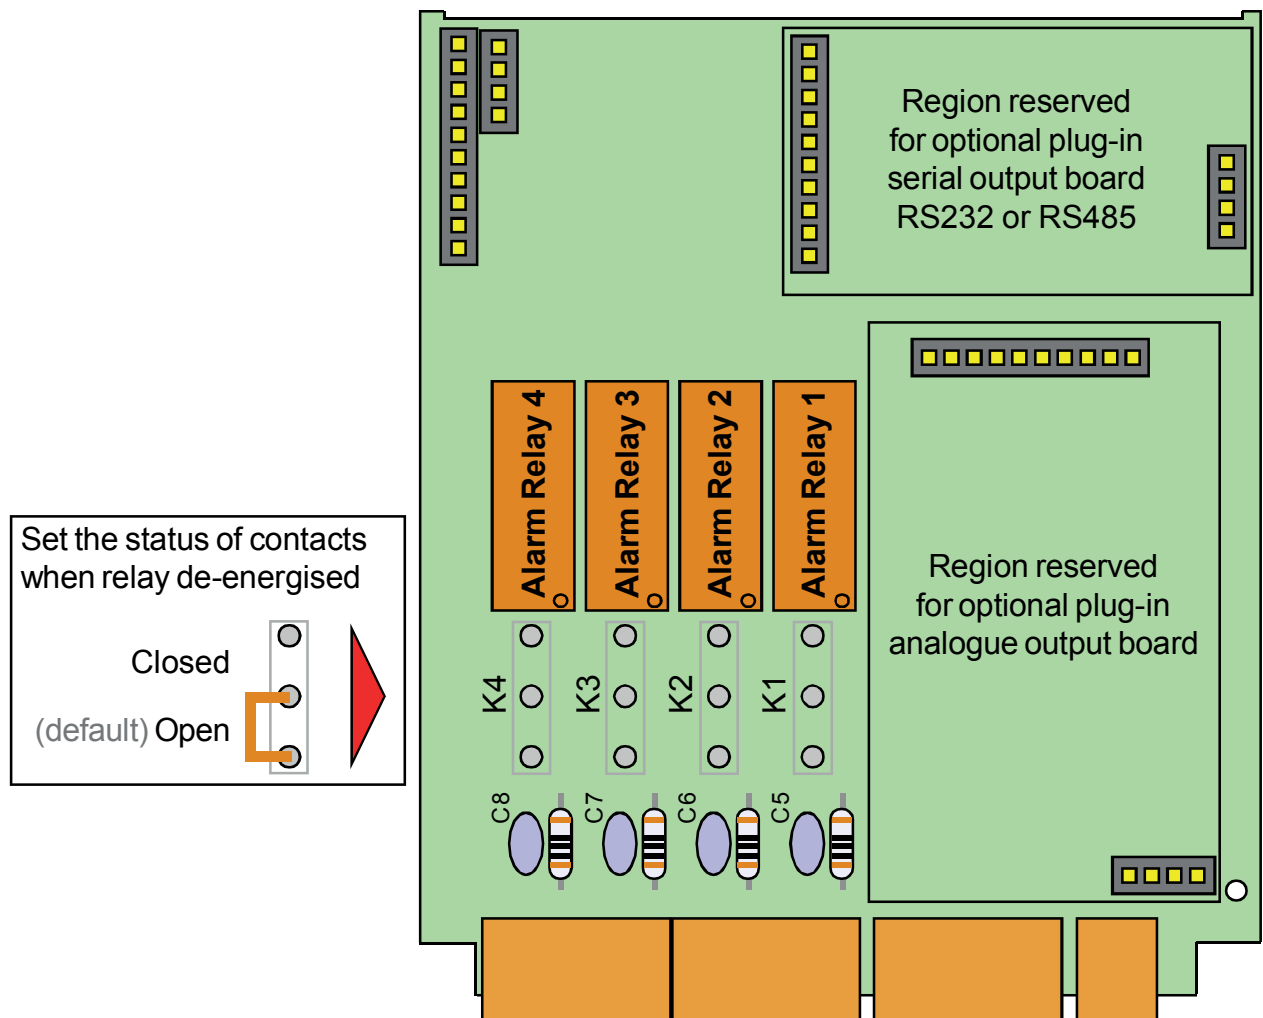 Region reserved
for optional plug-in
serial output board
RS232 or RS485
Alarm Relay 4
Alarm Relay 3
Alarm Relay 2
Alarm Relay 1
Set the status of contacts
when relay de-energised
Closed
(default) Open
Region reserved
for optional plug-in
analogue output board
K4
K3
K2
K1
C8
C7
C6
C5